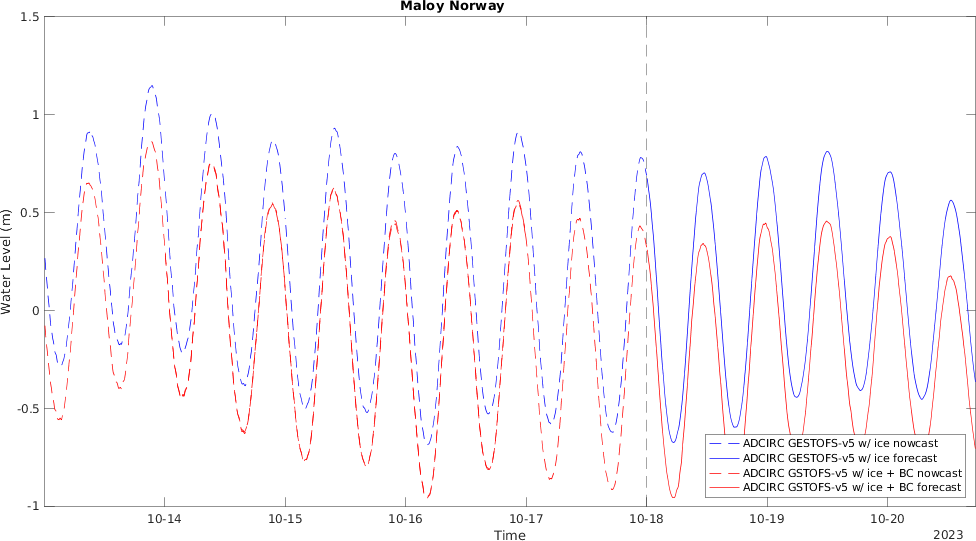 Maloy Norway
1.5
1
0.5
0
-0.5
-1
Water Level (m)
10-14 10-15 10-16 10-17 10-18 10-19 10-20
Time
2023
ADCIRC GESTOFS-v5 w/ ice nowcast
ADCIRC GESTOFS-v5 w/ ice forecast
ADCIRC GSTOFS-v5 w/ ice + BC nowcast
ADCIRC GSTOFS-v5 w/ ice + BC forecast